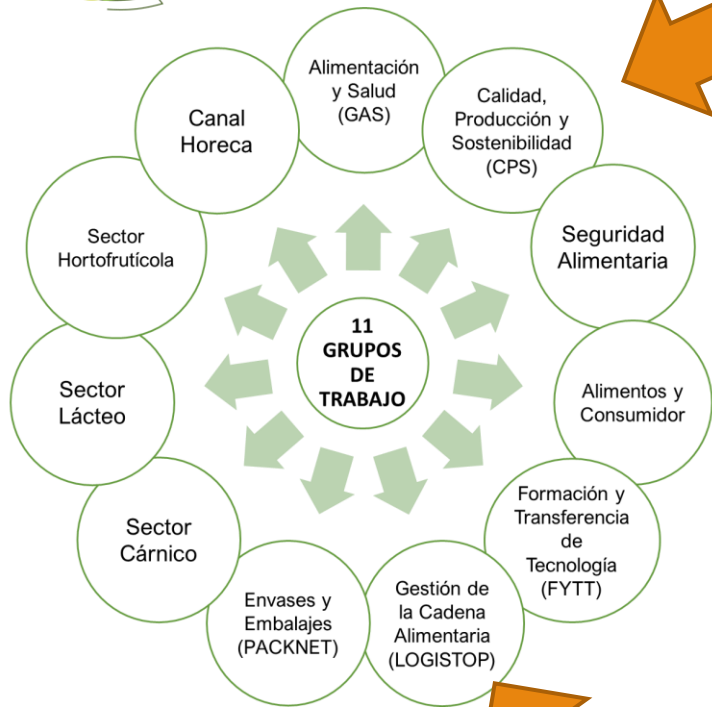 Alimentación
y Salud
(GAS)
Calidad,
Producción y
Sostenibilidad
(CPS)
Seguridad
Alimentaria
Alimentos y
Consumidor
Formación y
Transferencia
de
Tecnología
(FYTT)
Gestión de
la Cadena
Alimentaria
(LOGISTOP)
Envases y
Embalajes
(PACKNET)
Sector
Cárnico
Sector
Lácteo
Sector
Hortofrutícola
Canal
Horeca
11
GRUPOS
DE
TRABAJO